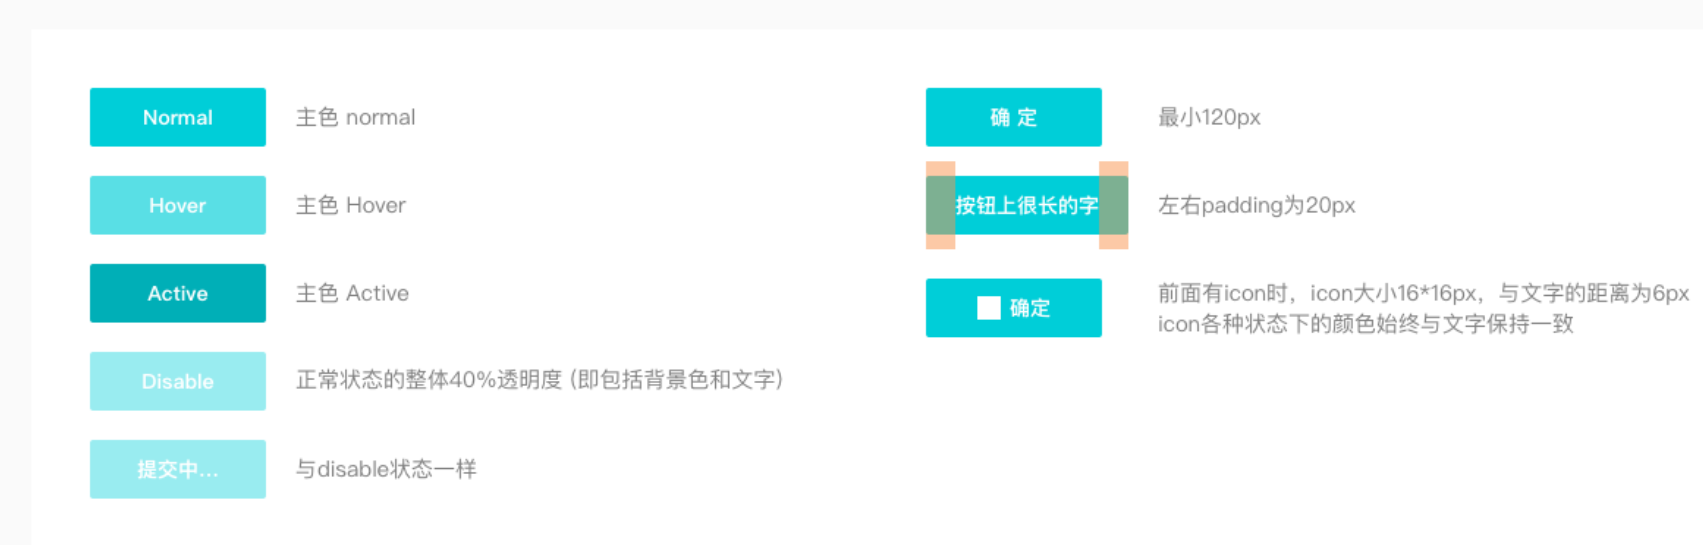 Normal
主色 normal
Hover
主色 Hover
Active
主色 Active
Disable
正常状态的整体40%透明度 (即包括背景色和文字)
提交中...
与disable状态一样
确 定
最小120px
按钮上很长的字
左右padding为20px
确定
前面有icon时，icon大小16*16px，与文字的距离为6px
icon各种状态下的颜色始终与文字保持一致